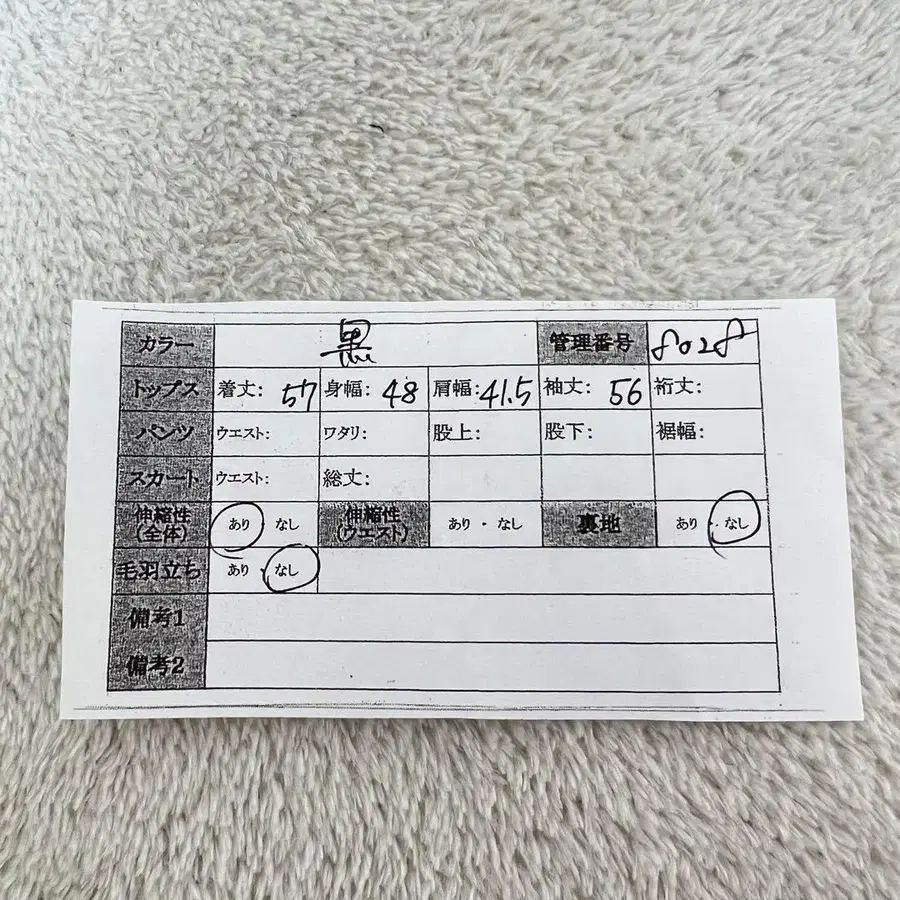 カラー 黒 管理番号 8028
トップス 着丈: 57 身幅: 48 肩幅: 41.5 袖丈: 56 裄丈:
パンツ ウエスト: ワタリ: 股上: 股下: 裾幅:
スカート ウエスト: 総丈:
伸縮性
(全体) あり・なし 伸縮性
(ウエスト) あり・なし 裏地 あり・なし
毛羽立ち あり・なし
備考1
備考2